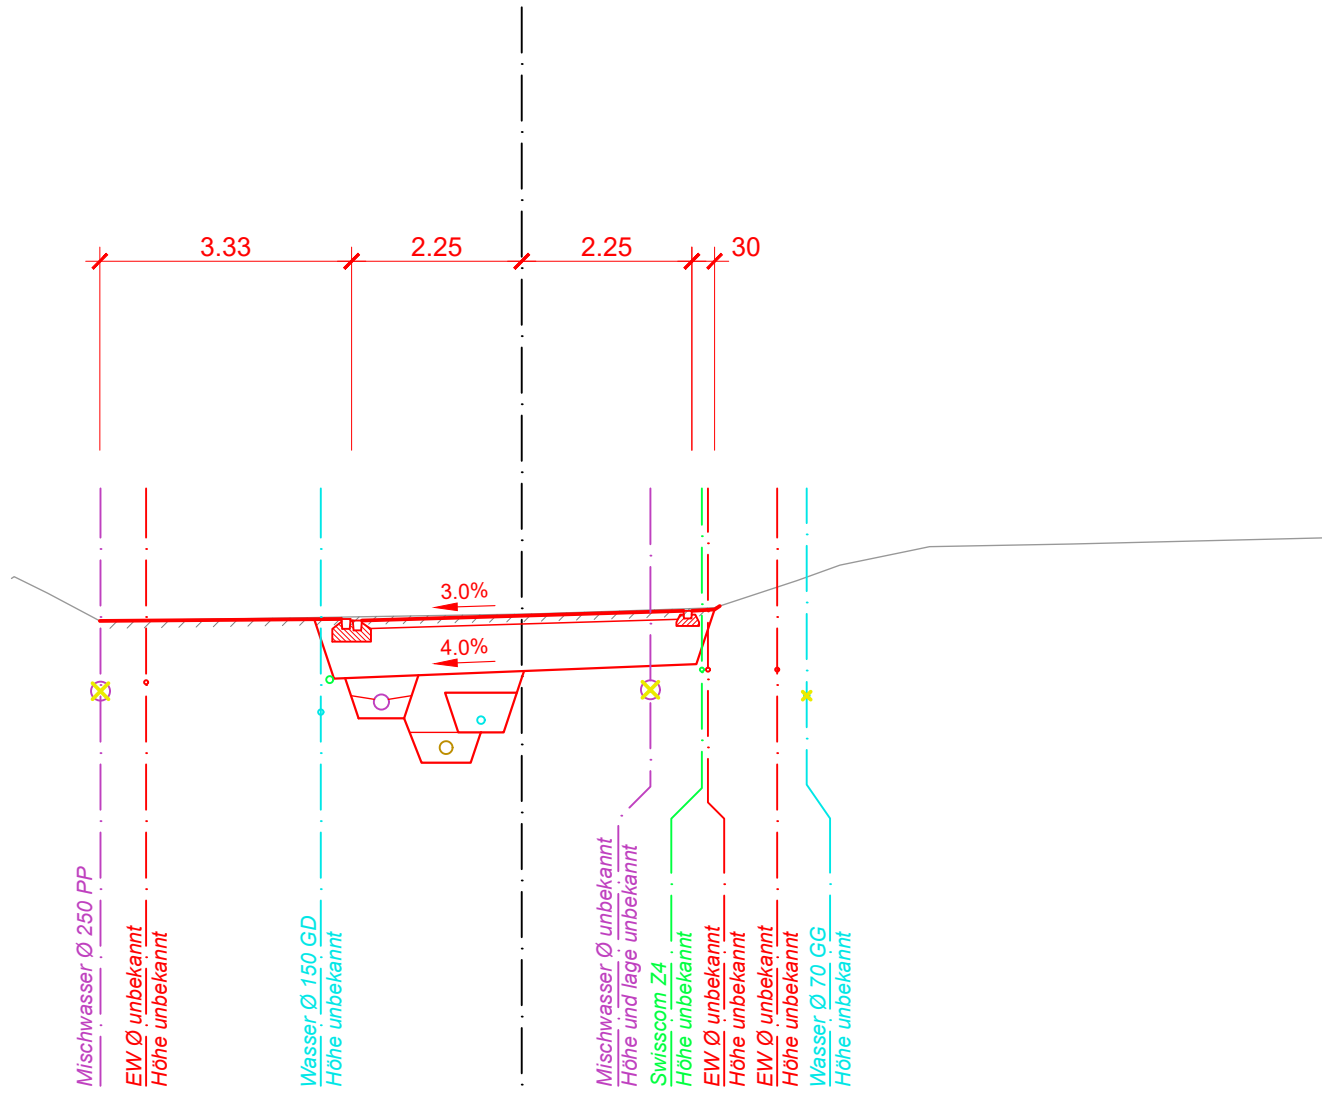 3.33
2.25
2.25
30
3.0%
4.0%
Mischwasser Ø 250 PP
EW Ø unbekannt
Höhe unbekannt
Wasser Ø 150 GD
Höhe unbekannt
Mischwasser Ø unbekannt
Höhe und lage unbekannt
Swisscom Z4
Höhe unbekannt
EW Ø unbekannt
Höhe unbekannt
EW Ø unbekannt
Höhe unbekannt
Wasser Ø 70 GG
Höhe unbekannt